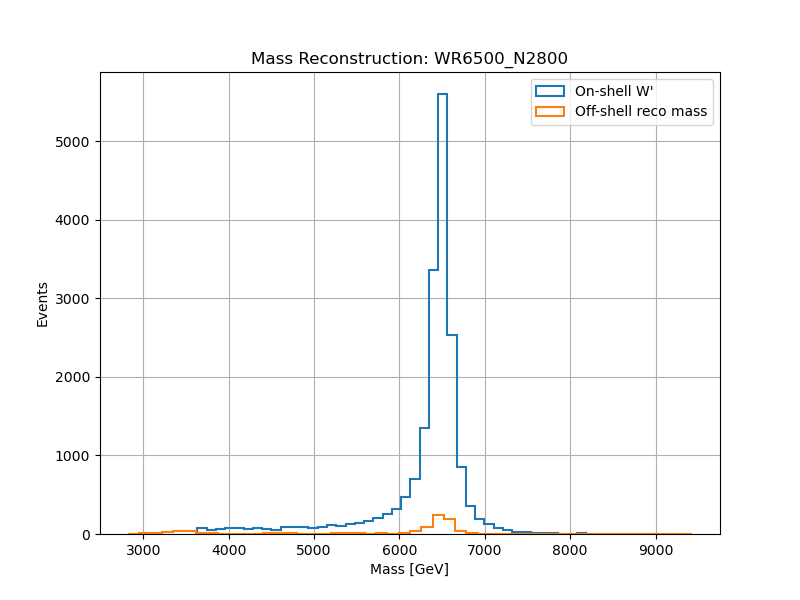 Mass Reconstruction: WR6500_N2800
On-shell W'
Off-shell reco mass
Events
5000
4000
3000
2000
1000
0
3000 4000 5000 6000 7000 8000 9000
Mass [GeV]